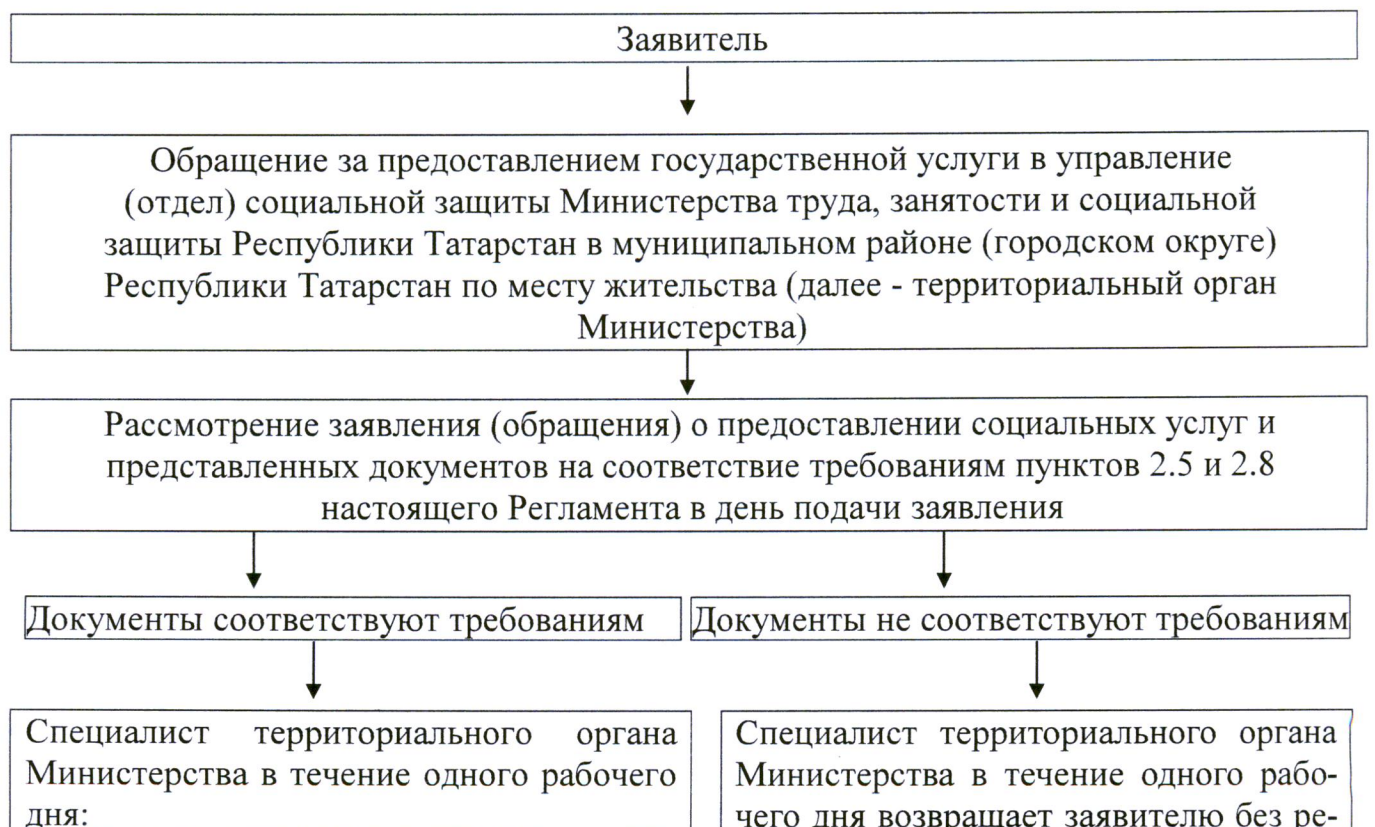 Заявитель
Обращение за предоставлением государственной услуги в управление
(отдел) социальной защиты Министерства труда, занятости и социальной
защиты Республики Татарстан в муниципальном районе (городском округе)
Республики Татарстан по месту жительства (далее - территориальный орган
Министерства)
Рассмотрение заявления (обращения) о предоставлении социальных услуг и
представленных документов на соответствие требованиям пунктов 2.5 и 2.8
настоящего Регламента в день подачи заявления
Документы соответствуют требованиям
Документы не соответствуют требованиям
Специалист территориального органа
Министерства в течение одного рабочего
дня:
Специалист территориального органа
Министерства в течение одного рабо-
чего дня возвращает заявителю без ре-